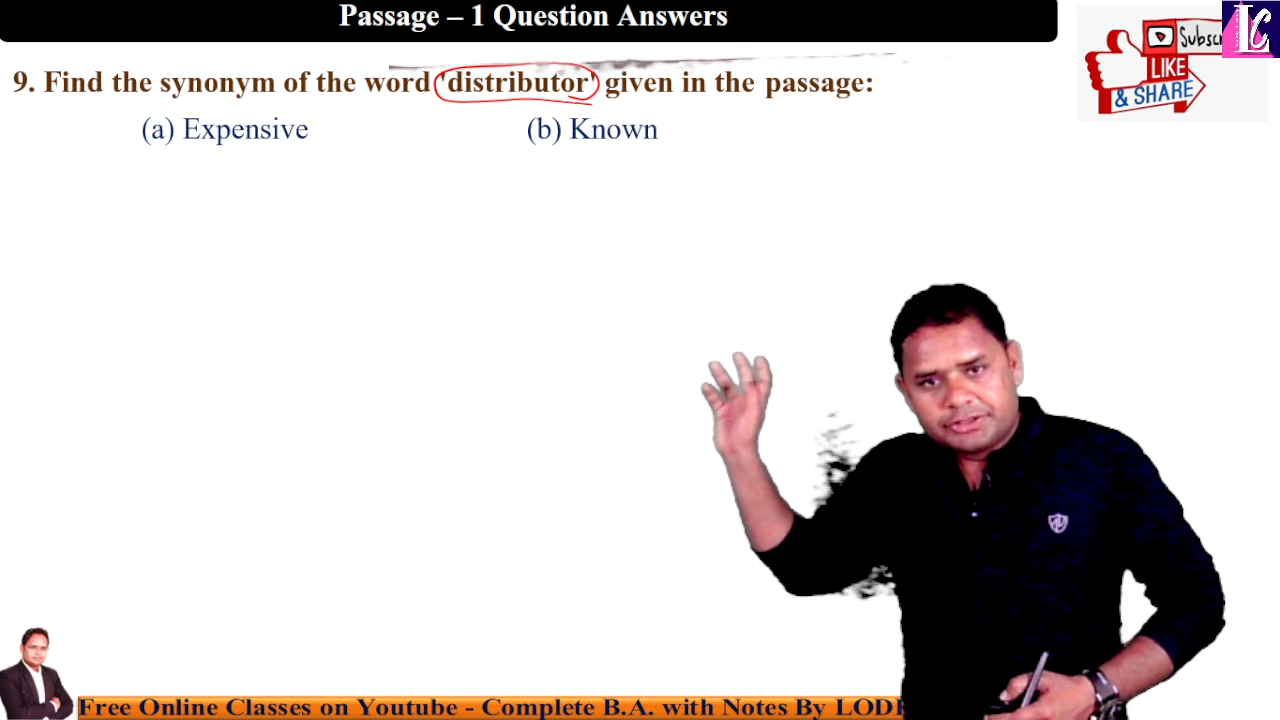 Passage – 1 Question Answers
9. Find the synonym of the word 'distributor' given in the passage:
(a) Expensive
(b) Known
LIKE
& SHARE
LC
Free Online Classes on Youtube - Complete B.A. with Notes By